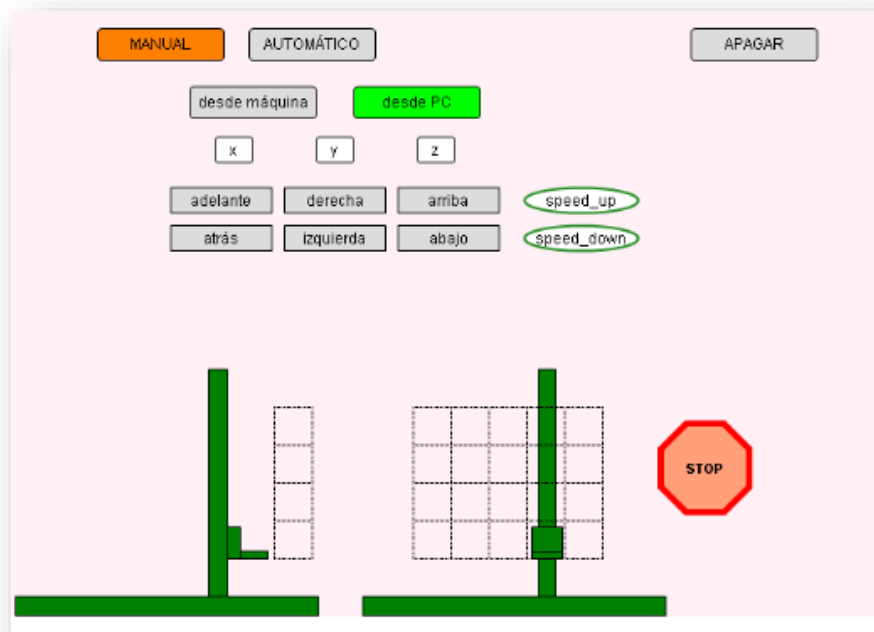 MANUAL AUTOMÁTICO APAGAR
desde máquina desde PC
x y z
adelante derecha arriba speed_up
atrás izquierda abajo speed_down
STOP